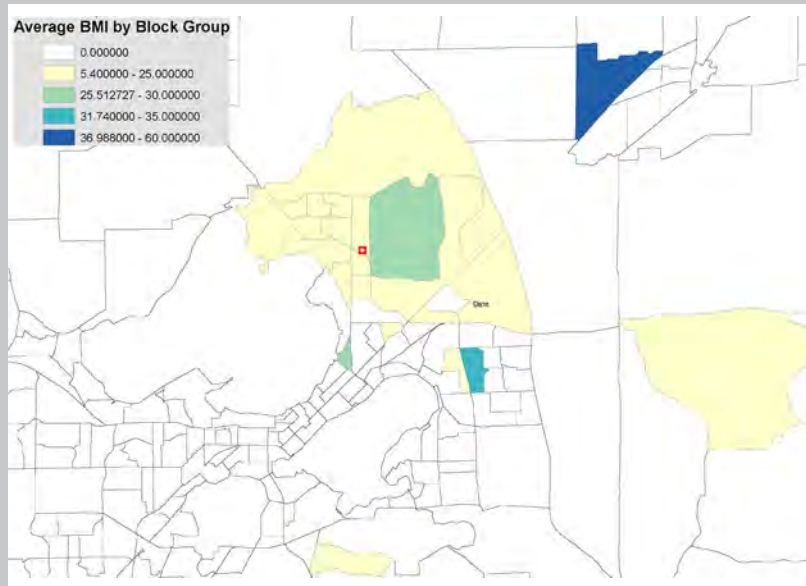 Average BMI by Block Group
0.000000
5.400000 - 25.000000
25.512727 - 30.000000
31.740000 - 35.000000
36.988000 - 60.000000
Dane